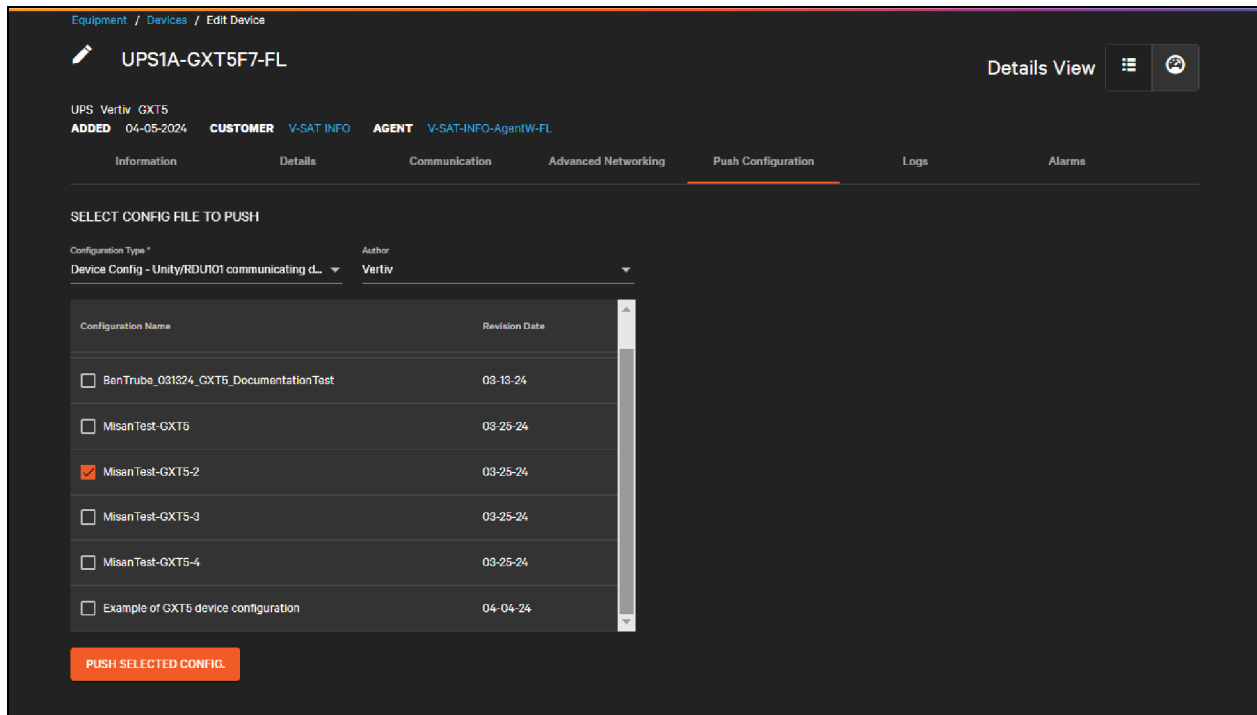 Equipment / Devices / Edit Device
UPS1A-GXT5F7-FL
Details View
UPS Vertiv GXT5
ADDED 04-05-2024 CUSTOMER V-SAT INFO AGENT V-SAT-INFO-AgentW-FL
Information Details Communication Advanced Networking Push Configuration Logs Alarms
SELECT CONFIG FILE TO PUSH
Configuration Type * Author
Device Config - Unity/RDU101 communicating d... Vertiv
Configuration Name Revision Date
BenTrube_031324_GXT5_DocumentationTest 03-13-24
MisanTest-GXT5 03-25-24
MisanTest-GXT5-2 03-25-24
MisanTest-GXT5-3 03-25-24
MisanTest-GXT5-4 03-25-24
Example of GXT5 device configuration 04-04-24
PUSH SELECTED CONFIG.